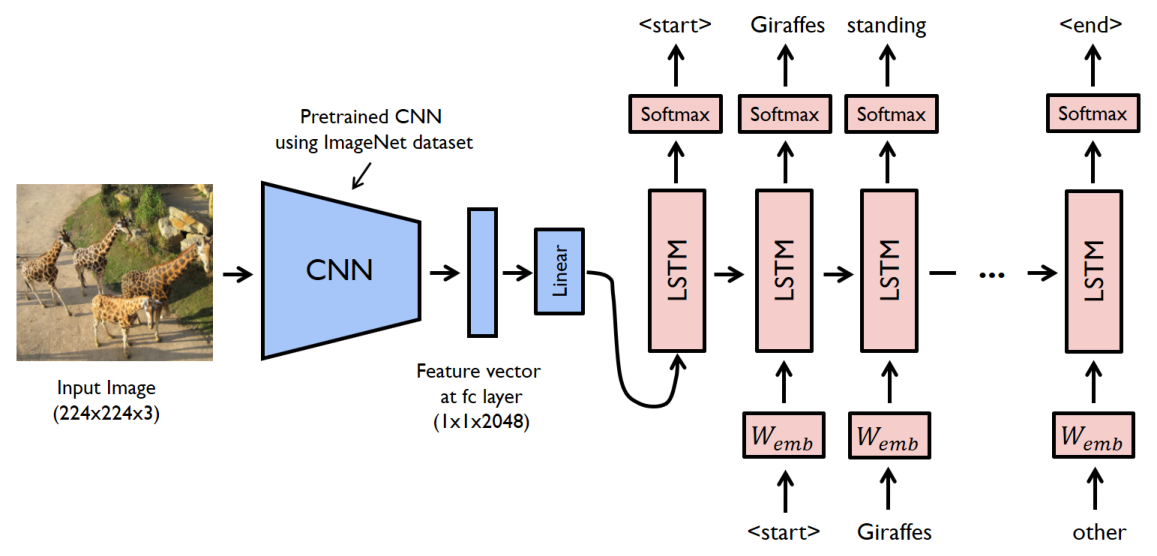 <start> Giraffes standing <end>
Softmax Softmax Softmax Softmax
Pretrained CNN
using ImageNet dataset
CNN
Linear
LSTM LSTM LSTM ... LSTM
Input Image
(224x224x3)
Feature vector
at fc layer
(1x1x2048)
W_emb W_emb W_emb
<start> Giraffes other